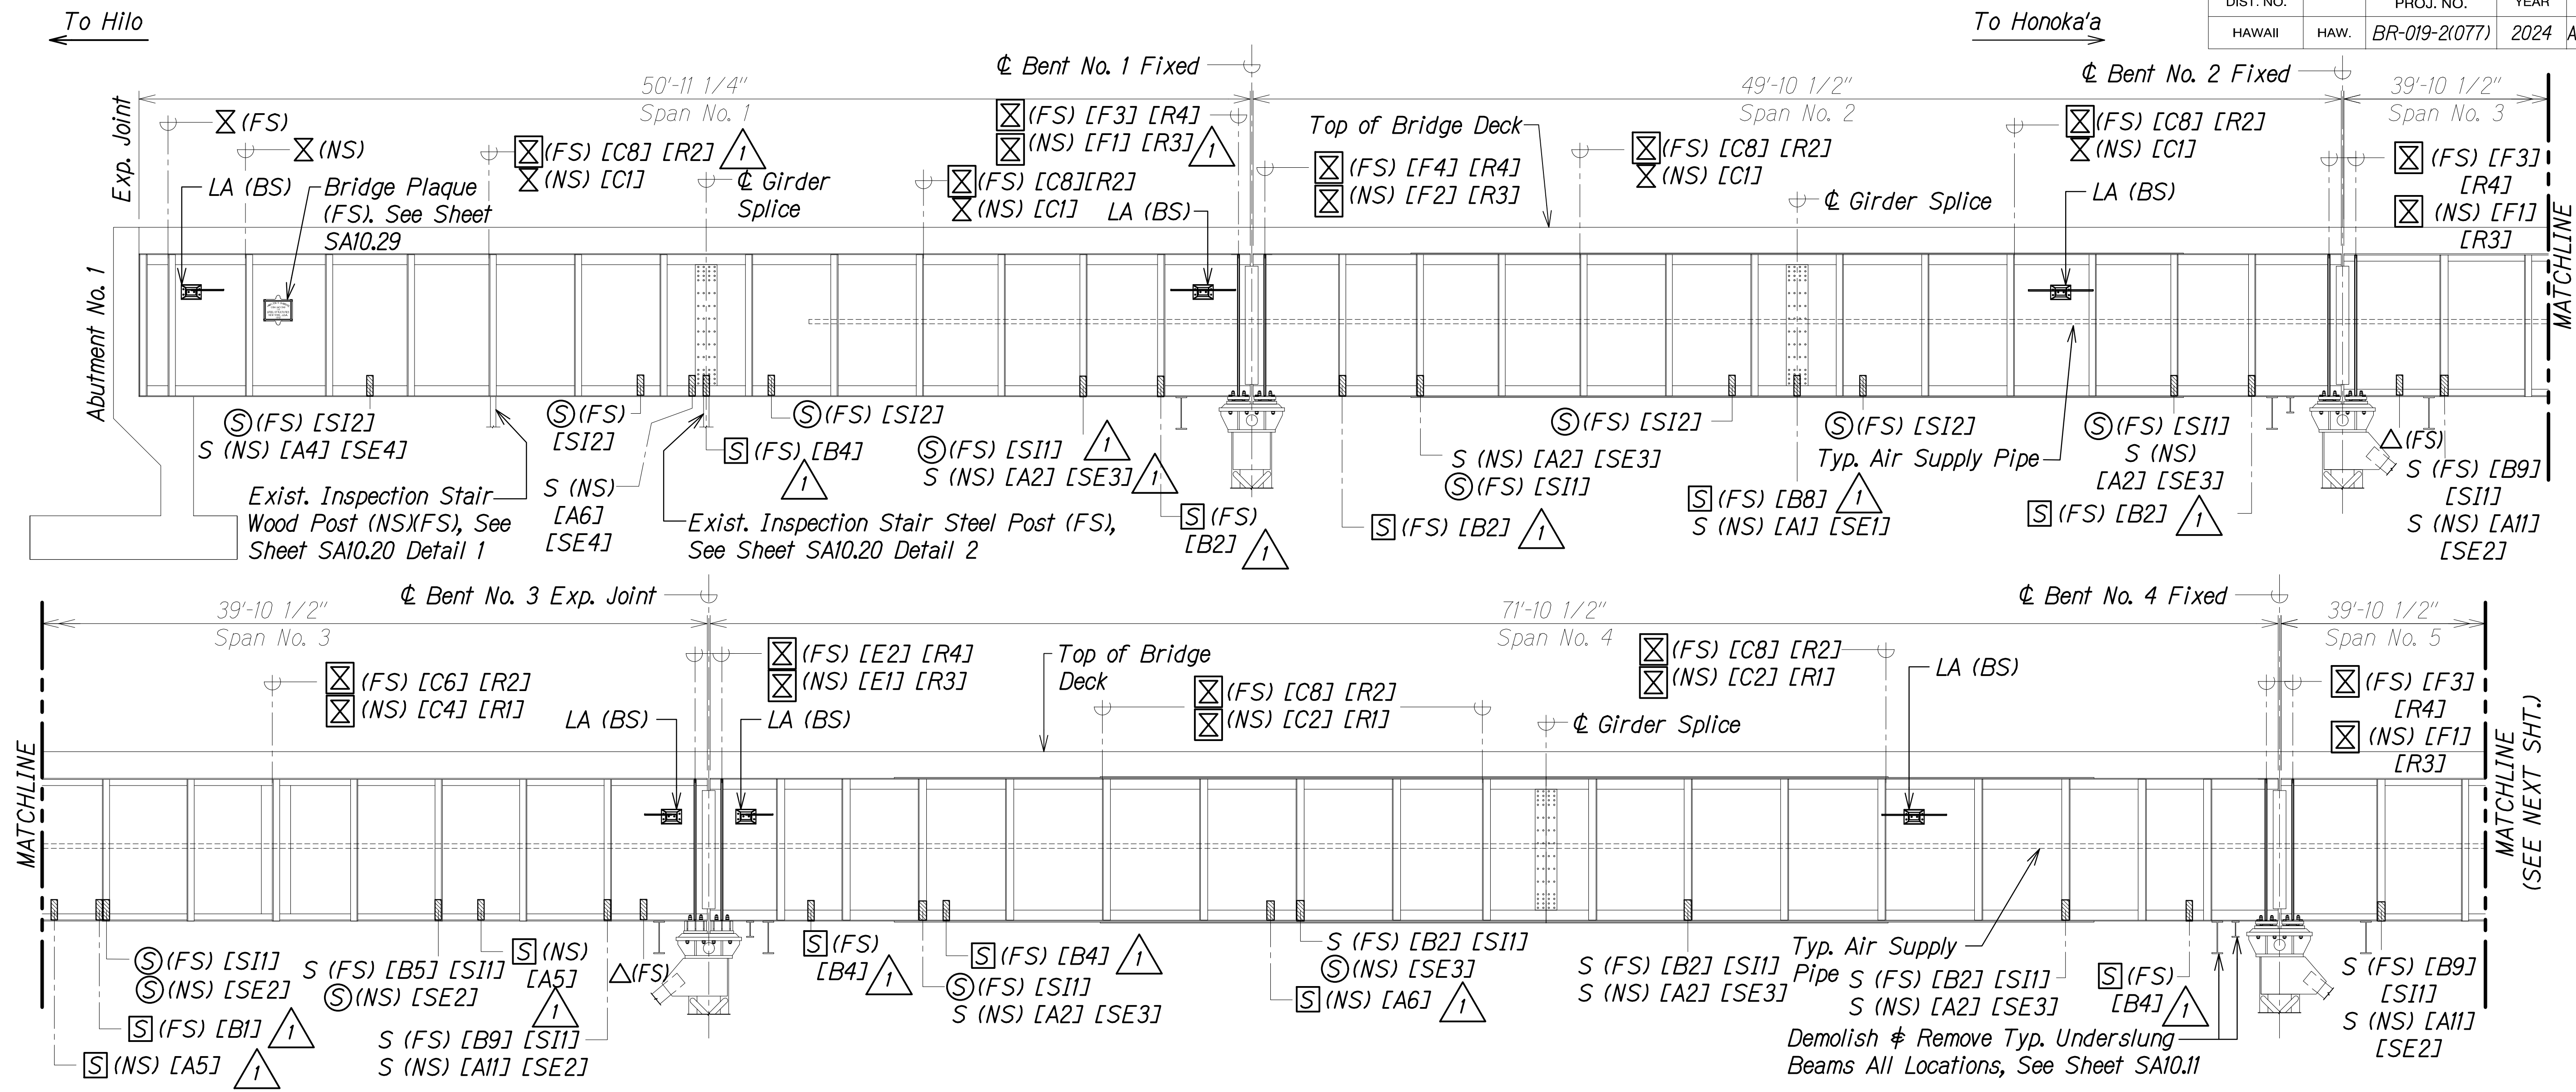 To Hilo
To Honoka'a
DIST. NO. PROJ. NO. YEAR
HAWAII HAW. BR-019-2(077) 2024 A
Exp. Joint
50'-11 1/4"
Span No. 1
℄ Bent No. 1 Fixed
49'-10 1/2"
Span No. 2
℄ Bent No. 2 Fixed
39'-10 1/2"
Span No. 3
(FS)
(NS)
LA (BS)
Bridge Plaque
(FS). See Sheet
SA10.29
(FS) [C8] [R2] 1
(NS) [C1]
℄ Girder
Splice
(FS) [C8][R2]
(NS) [C1]
LA (BS)
(FS) [F3] [R4]
(NS) [F1] [R3] 1
Top of Bridge Deck
(FS) [F4] [R4]
(NS) [F2] [R3]
(FS) [C8] [R2]
(NS) [C1]
℄ Girder Splice
(FS) [C8] [R2]
(NS) [C1]
LA (BS)
(FS) [F3]
[R4]
(NS) [F1]
[R3]
MATCHLINE
Abutment No. 1
S (FS) [SI2]
S (NS) [A4] [SE4]
Exist. Inspection Stair
Wood Post (NS)(FS), See
Sheet SA10.20 Detail 1
S (FS)
[SI2]
S (NS)
[A6]
[SE4]
S (FS) [B4]
1
S (FS) [SI2]
Exist. Inspection Stair Steel Post (FS),
See Sheet SA10.20 Detail 2
S (FS) [SI1] 1
S (NS) [A2] [SE3] 1
S (FS)
[B2] 1
S (FS) [B2] 1
S (NS) [A2] [SE3]
S (FS) [SI1]
S (FS) [SI2]
S (FS) [B8] 1
S (NS) [A1] [SE1]
S (FS) [SI2]
Typ. Air Supply Pipe
S (FS) [SI1]
S (NS)
[A2] [SE3]
S (FS) [B2] 1
(FS)
S (FS) [B9]
[SI1]
S (NS) [A11]
[SE2]
MATCHLINE
39'-10 1/2"
Span No. 3
℄ Bent No. 3 Exp. Joint
71'-10 1/2"
Span No. 4
℄ Bent No. 4 Fixed
39'-10 1/2"
Span No. 5
(FS) [C6] [R2]
(NS) [C4] [R1]
LA (BS)
(FS) [E2] [R4]
(NS) [E1] [R3]
LA (BS)
Top of Bridge
Deck
(FS) [C8] [R2]
(NS) [C2] [R1]
℄ Girder Splice
(FS) [C8] [R2]
(NS) [C2] [R1]
LA (BS)
(FS) [F3]
[R4]
(NS) [F1]
[R3]
MATCHLINE
(SEE NEXT SHT.)
S (FS) [SI1]
S (NS) [SE2]
S (FS) [B1] 1
S (NS) [A5] 1
S (FS) [B5] [SI1]
S (NS) [SE2]
S (NS)
[A5]
1
S (FS) [B9] [SI1]
S (NS) [A11] [SE2]
(FS)
S (FS)
[B4] 1
S (FS) [B4] 1
S (FS) [SI1]
S (NS) [A2] [SE3]
S (FS) [B2] [SI1]
S (NS) [SE3]
S (NS) [A6] 1
S (FS) [B2] [SI1]
S (NS) [A2] [SE3]
Typ. Air Supply
Pipe
S (FS) [B2] [SI1]
S (NS) [A2] [SE3]
S (FS)
[B4] 1
Demolish & Remove Typ. Underslung
Beams All Locations, See Sheet SA10.11
S (FS) [B9]
[SI1]
S (NS) [A11]
[SE2]